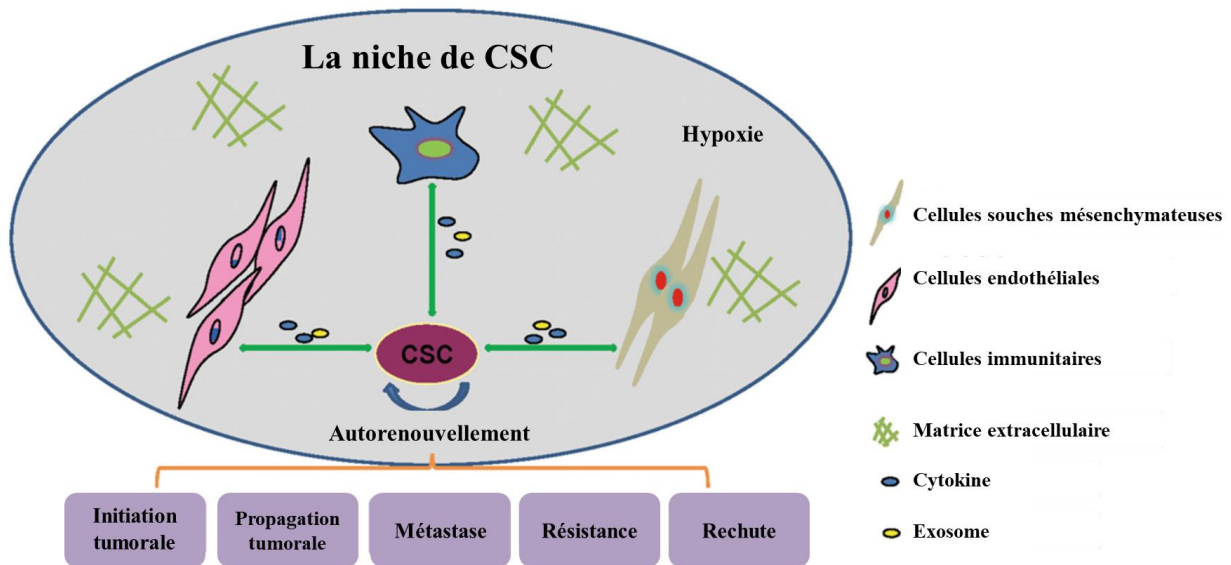 La niche de CSC
Hypoxie
CSC
Autorenouvellement
Initiation
tumorale
Propagation
tumorale
Métastase
Résistance
Rechute
Cellules souches mésenchymateuses
Cellules endothéliales
Cellules immunitaires
Matrice extracellulaire
Cytokine
Exosome